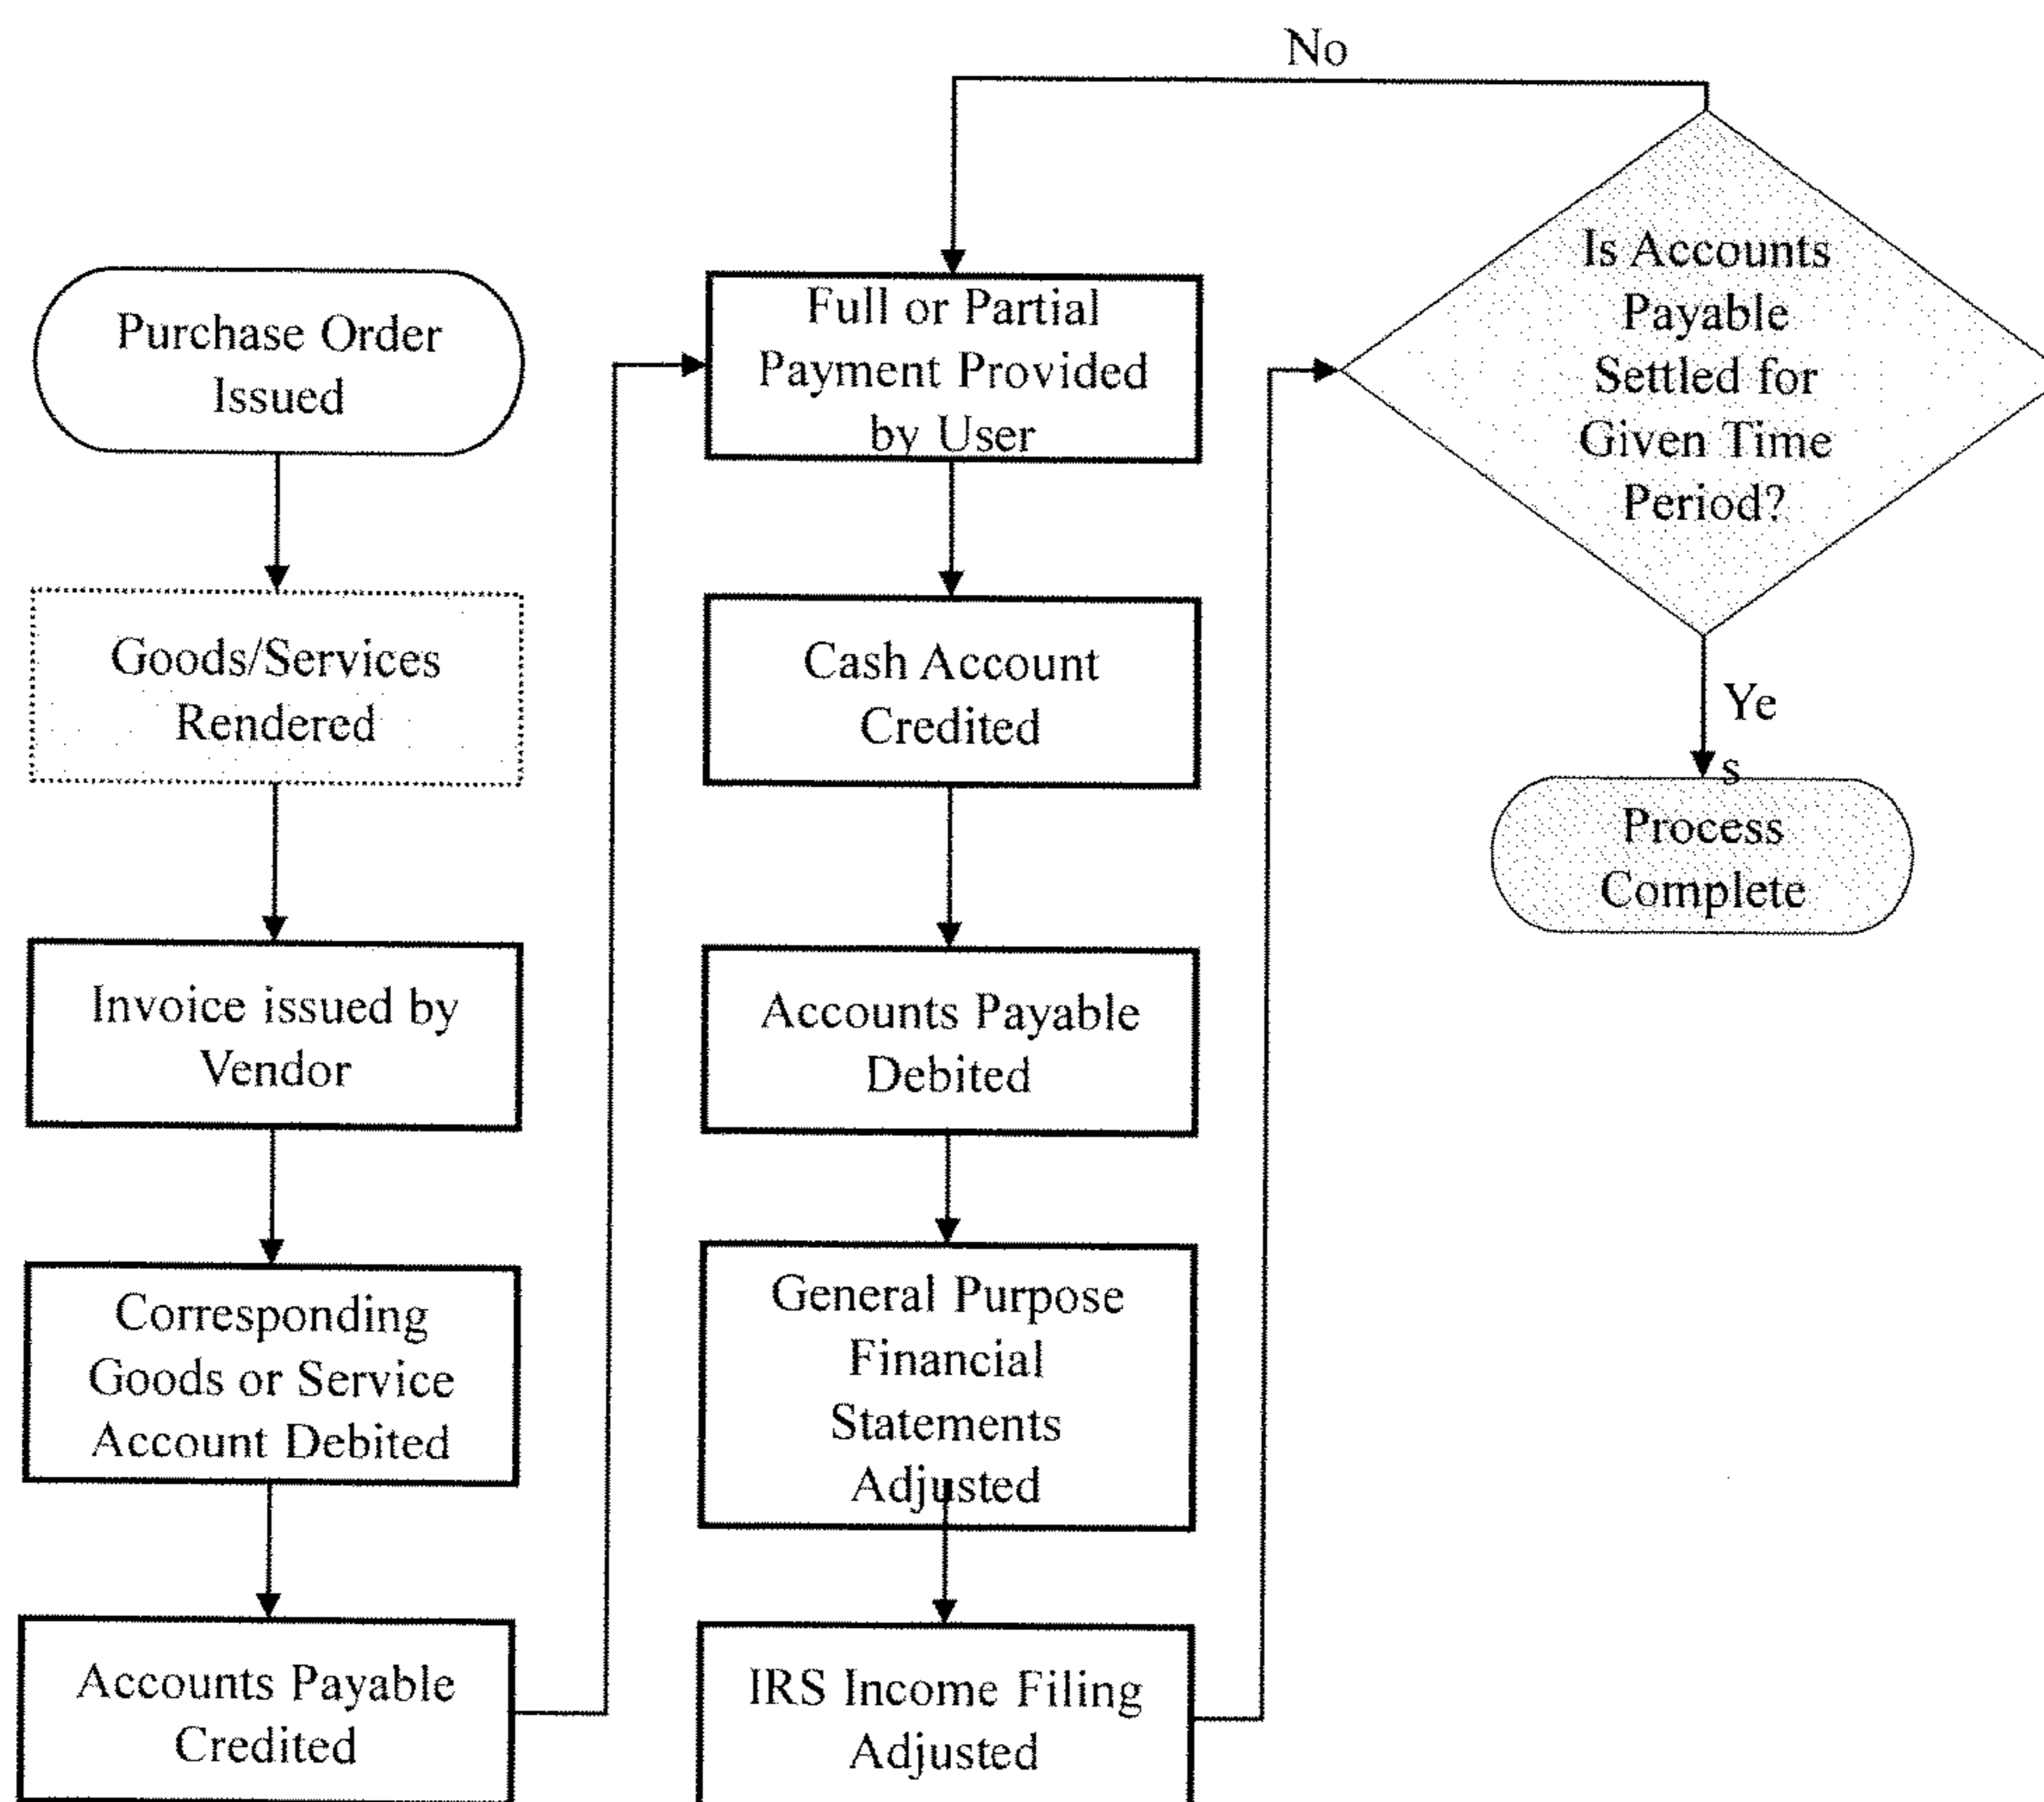 No
Purchase Order
Issued
Goods/Services
Rendered
Invoice issued by
Vendor
Corresponding
Goods or Service
Account Debited
Accounts Payable
Credited
Full or Partial
Payment Provided
by User
Cash Account
Credited
Accounts Payable
Debited
General Purpose
Financial
Statements
Adjusted
IRS Income Filing
Adjusted
Is Accounts
Payable
Settled for
Given Time
Period?
Ye
s
Process
Complete